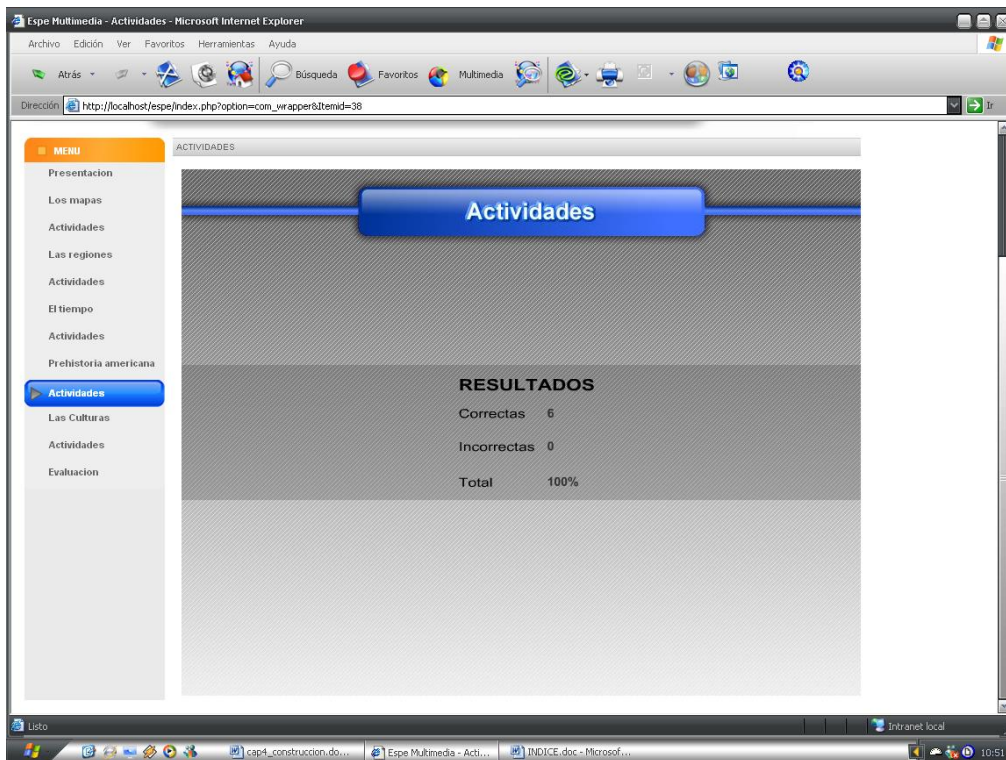 Espe Multimedia - Actividades - Microsoft Internet Explorer
Archivo Edición Ver Favoritos Herramientas Ayuda
Atrás Búsqueda Favoritos Multimedia
Dirección http://localhost/espe/index.php?option=com_wrapper&Itemid=38 Ir
MENU
Presentacion
Los mapas
Actividades
Las regiones
Actividades
El tiempo
Actividades
Prehistoria americana
Actividades
Las Culturas
Actividades
Evaluacion
ACTIVIDADES
Actividades
RESULTADOS
Correctas 6
Incorrectas 0
Total 100%
Listo Intranet local
cap4_construccion.do... Espe Multimedia - Acti... INDICE.doc - Microsof... 10:51